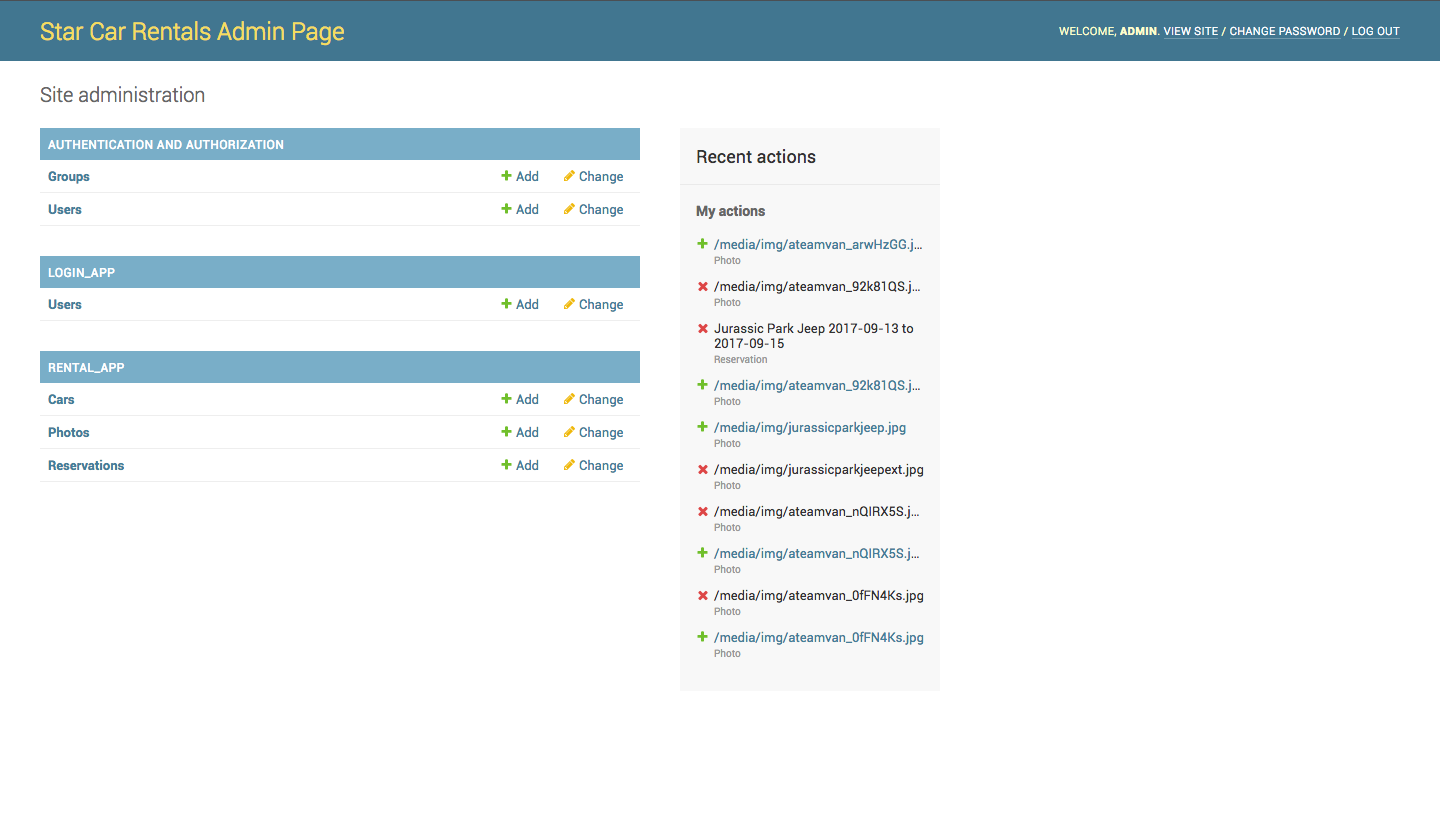 Star Car Rentals Admin Page
WELCOME, ADMIN. VIEW SITE / CHANGE PASSWORD / LOG OUT
Site administration
AUTHENTICATION AND AUTHORIZATION
Groups Add Change
Users Add Change
LOGIN_APP
Users Add Change
RENTAL_APP
Cars Add Change
Photos Add Change
Reservations Add Change
Recent actions
My actions
/media/img/ateamvan_arwHzGG.j...
Photo
/media/img/ateamvan_92k81QS.j...
Photo
Jurassic Park Jeep 2017-09-13 to
2017-09-15
Reservation
/media/img/ateamvan_92k81QS.j...
Photo
/media/img/jurassicparkjeep.jpg
Photo
/media/img/jurassicparkjeepext.jpg
Photo
/media/img/ateamvan_nQIRX5S.j...
Photo
/media/img/ateamvan_nQIRX5S.j...
Photo
/media/img/ateamvan_0fFN4Ks.jpg
Photo
/media/img/ateamvan_0fFN4Ks.jpg
Photo